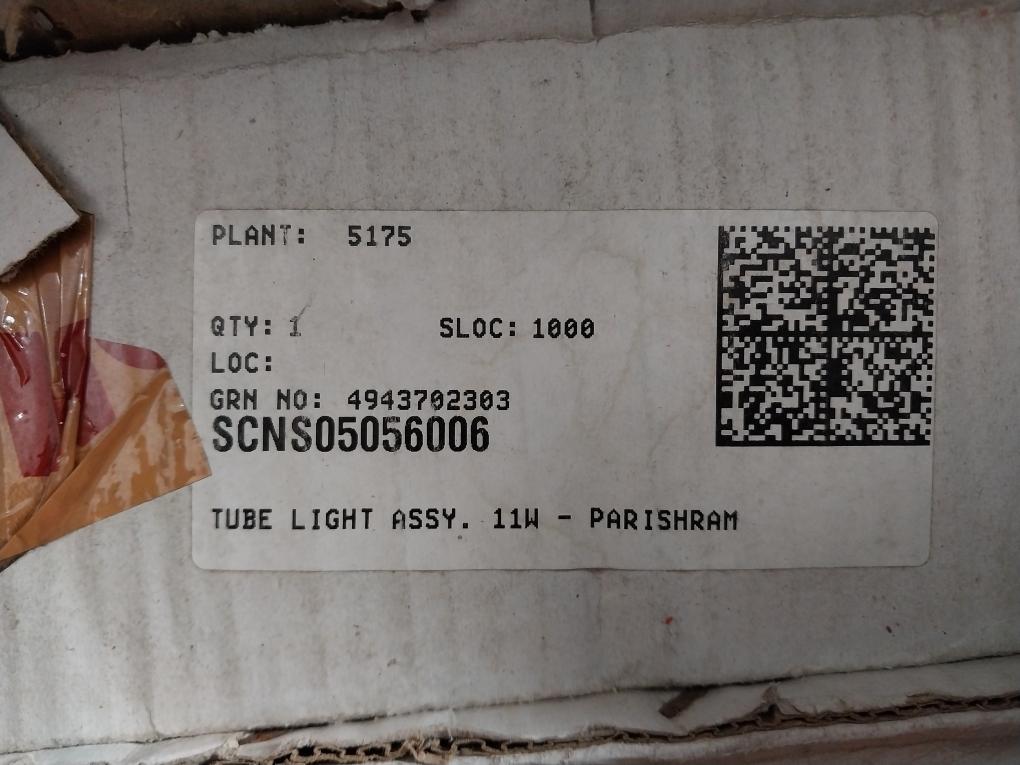 PLANT: 5175
QTY: 1 SLOC: 1000
LOC:
GRN NO: 4943702303
SCNS05056006
TUBE LIGHT ASSY. 11W - PARISHRAM